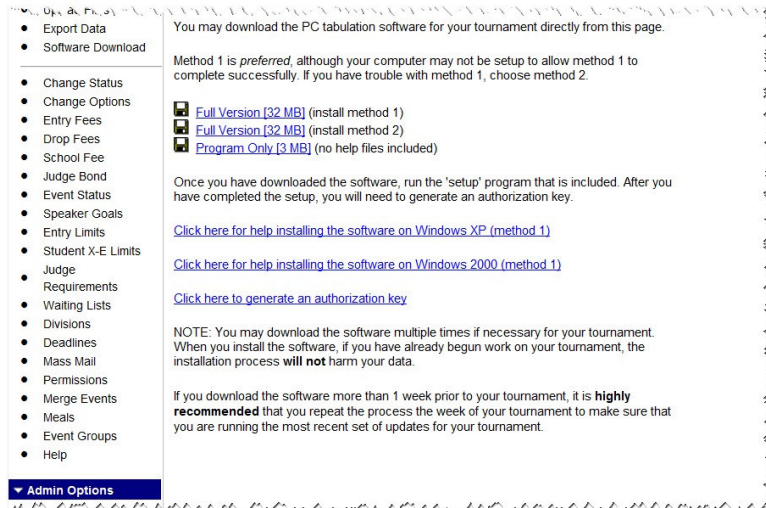 Export Data
Software Download
Change Status
Change Options
Entry Fees
Drop Fees
School Fee
Judge Bond
Event Status
Speaker Goals
Entry Limits
Student X-E Limits
Judge
Requirements
Waiting Lists
Divisions
Deadlines
Mass Mail
Permissions
Merge Events
Meals
Event Groups
Help
Admin Options
You may download the PC tabulation software for your tournament directly from this page.
Method 1 is preferred, although your computer may not be setup to allow method 1 to
complete successfully. If you have trouble with method 1, choose method 2.
Full Version [32 MB] (install method 1)
Full Version [32 MB] (install method 2)
Program Only [3 MB] (no help files included)
Once you have downloaded the software, run the 'setup' program that is included. After you
have completed the setup, you will need to generate an authorization key.
Click here for help installing the software on Windows XP (method 1)
Click here for help installing the software on Windows 2000 (method 1)
Click here to generate an authorization key
NOTE: You may download the software multiple times if necessary for your tournament.
When you install the software, if you have already begun work on your tournament, the
installation process will not harm your data.
If you download the software more than 1 week prior to your tournament, it is highly
recommended that you repeat the process the week of your tournament to make sure that
you are running the most recent set of updates for your tournament.